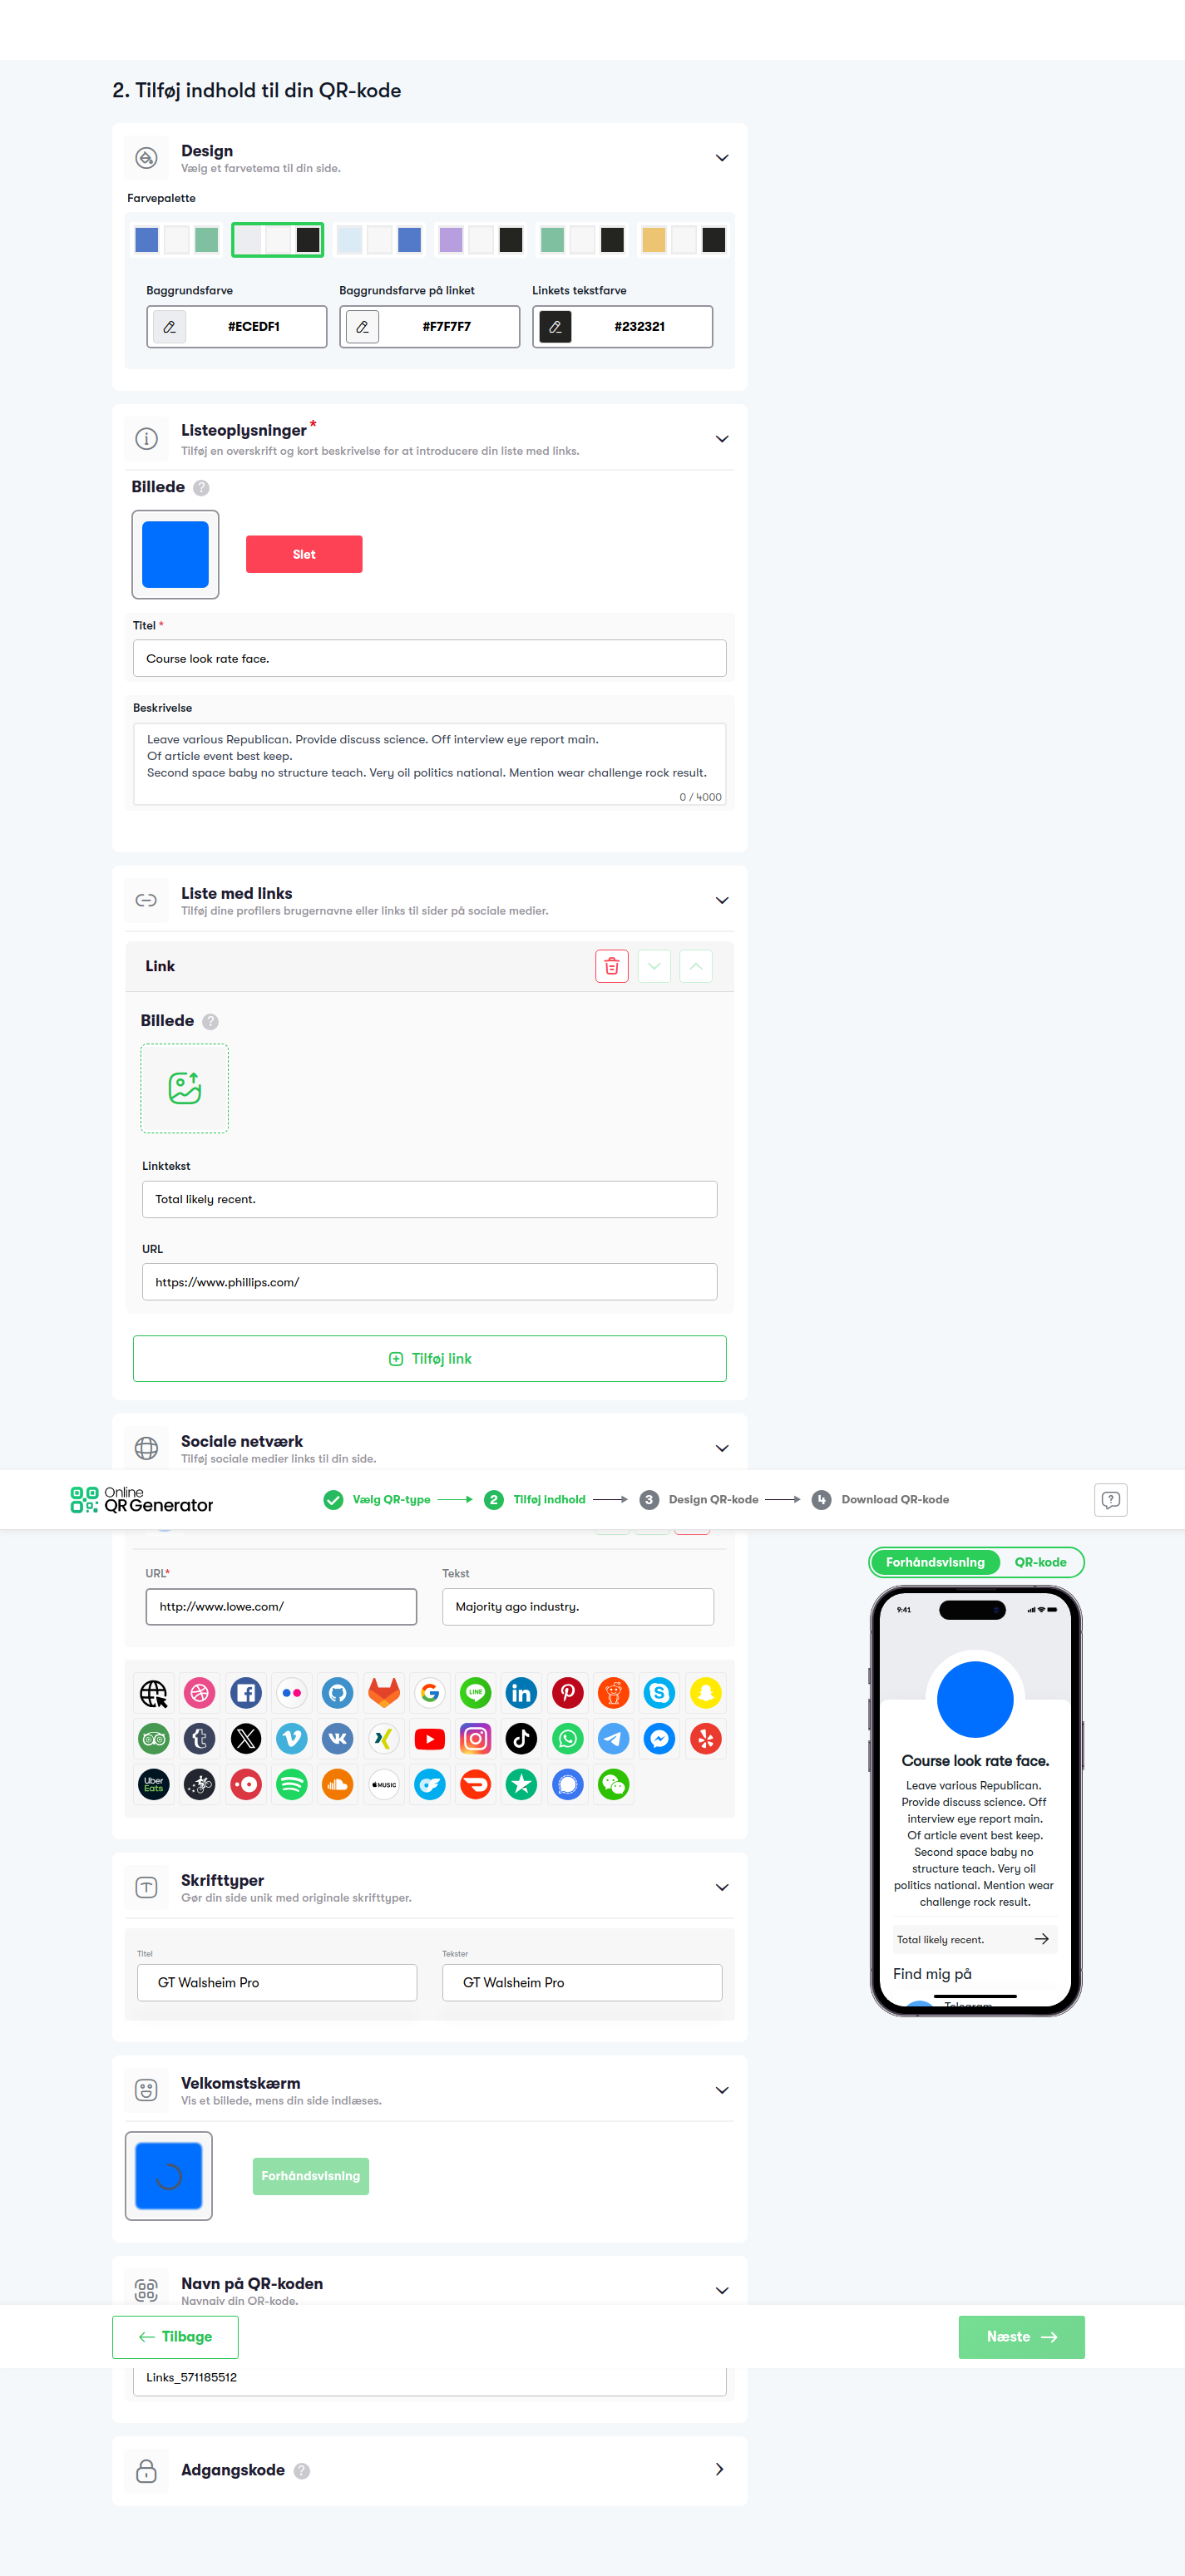 2. Tilføj indhold til din QR-kode
Design
Vælg et farvetema til din side.
Farvepalette
Baggrundsfarve
Baggrundsfarve på linket
Linkets tekstfarve
#ECEDF1
#F7F7F7
#232321
Listeoplysninger *
Tilføj en overskrift og kort beskrivelse for at introducere din liste med links.
Billede ?
Slet
Titel *
Course look rate face.
Beskrivelse
Leave various Republican. Provide discuss science. Off interview eye report main.
Of article event best keep.
Second space baby no structure teach. Very oil politics national. Mention wear challenge rock result.
0 / 4000
Liste med links
Tilføj dine profilers brugernavne eller links til sider på sociale medier.
Link
Billede ?
Linktekst
Total likely recent.
URL
https://www.phillips.com/
Tilføj link
Sociale netværk
Tilføj sociale medier links til din side.
Online
QR Generator
Vælg QR-type
2 Tilføj indhold
3 Design QR-kode
4 Download QR-kode
URL*
Tekst
http://www.lowe.com/
Majority ago industry.
LINE
Uber
Eats
MUSIC
Forhåndsvisning
QR-kode
9:41
Course look rate face.
Leave various Republican.
Provide discuss science. Off
interview eye report main.
Of article event best keep.
Second space baby no
structure teach. Very oil
politics national. Mention wear
challenge rock result.
Total likely recent.
Find mig på
Telegram
Skrifttyper
Gør din side unik med originale skrifttyper.
Titel
Tekster
GT Walsheim Pro
GT Walsheim Pro
Velkomstskærm
Vis et billede, mens din side indlæses.
Forhåndsvisning
Navn på QR-koden
Navngiv din QR-kode.
Tilbage
Næste
Links_571185512
Adgangskode ?